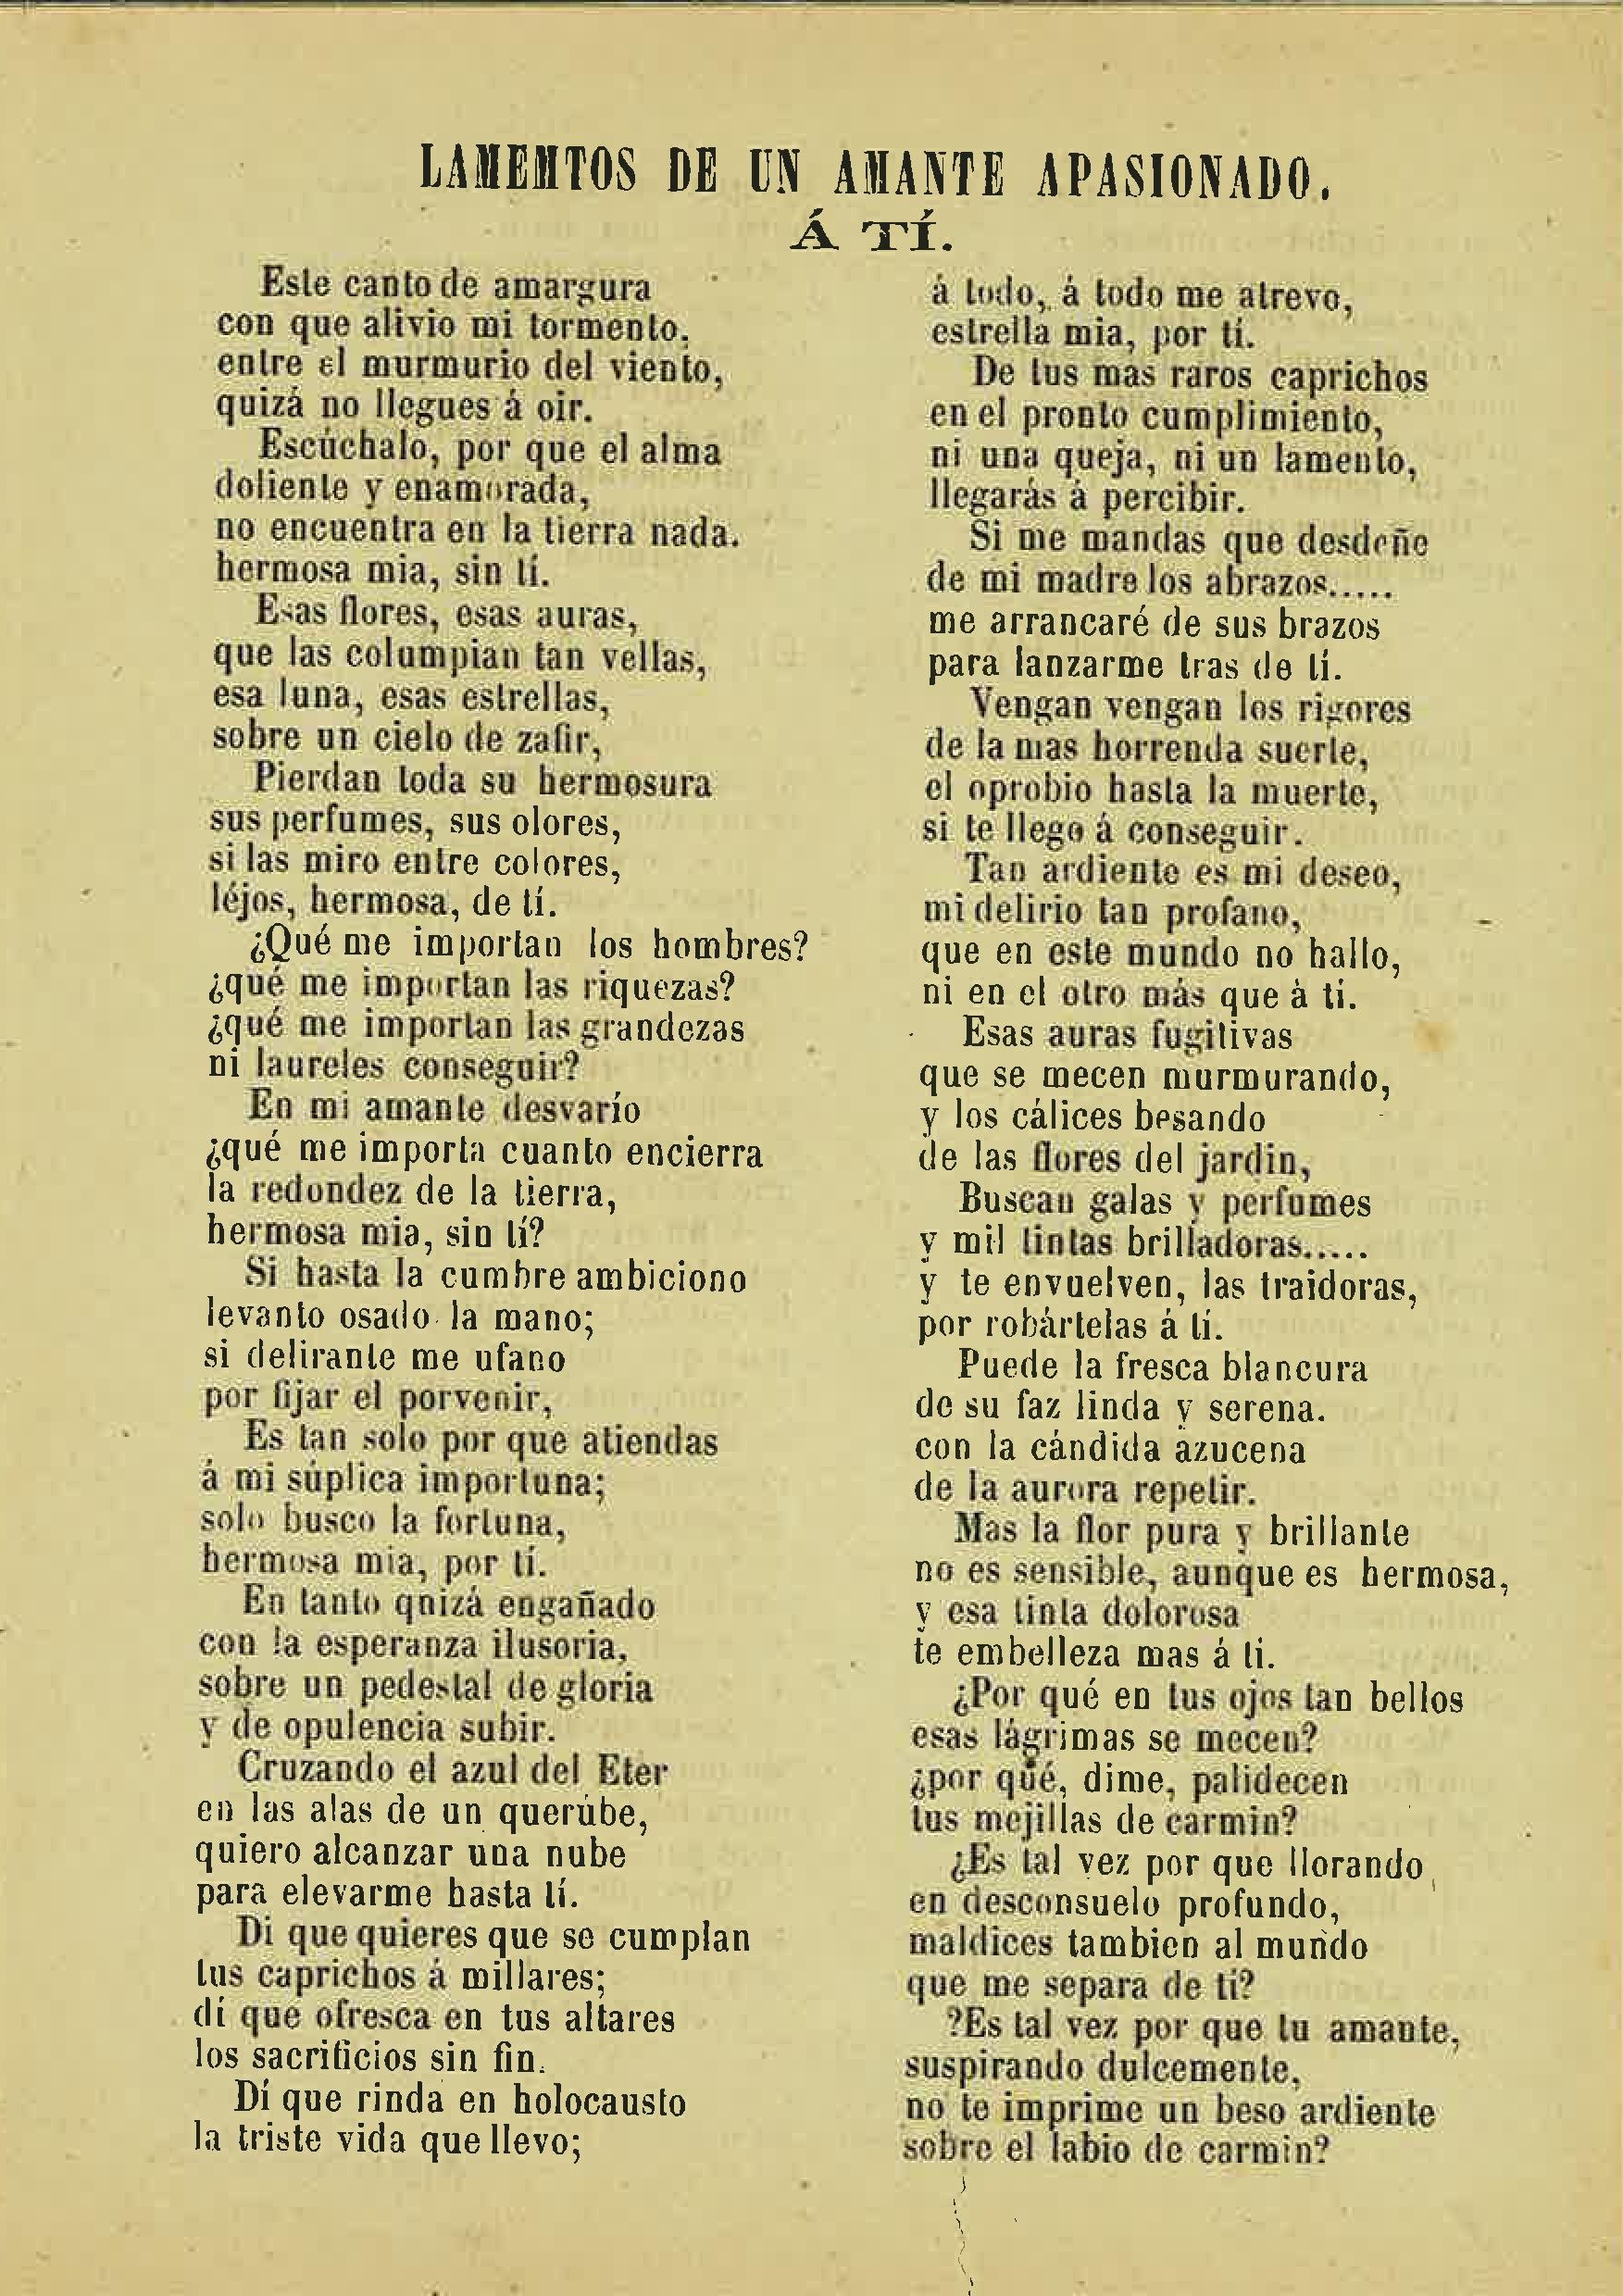 LAMEMTOS DE UN AMANTE APASIONADO.
Á TÍ.
Este canto de amargura
con que alivio mi tormento,
entre el murmurio del viento,
quizá no llegues á oir.
Escúchalo, por que el alma
doliente y enamorada,
no encuentra en la tierra nada.
hermosa mia, sin tí.
Esas flores, esas auras,
que las columpian tan vellas,
esa luna, esas estrellas,
sobre un cielo de zafir,
Pierdan toda su hermosura
sus perfumes, sus olores,
si las miro entre colores,
léjos, hermosa, de tí.
¿Qué me importan los hombres?
¿qué me importan las riquezas?
¿qué me importan las grandezas
ni laureles conseguir?
En mi amante desvarío
¿qué me importa cuanto encierra
la redondez de la tierra,
hermosa mia, sin tí?
Si hasta la cumbre ambiciono
levanto osado la mano;
si delirante me ufano
por fijar el porvenir,
Es tan solo por que atiendas
á mi súplica importuna;
solo busco la fortuna,
hermosa mia, por tí.
En tanto qnizá engañado
con la esperanza ilusoria,
sobre un pedestal de gloria
y de opulencia subir.
Cruzando el azul del Eter
en las alas de un querúbe,
quiero alcanzar una nube
para elevarme hasta tí.
Di que quieres que se cumplan
tus caprichos á millares;
dí que ofresca en tus altares
los sacrificios sin fin.
Dí que rinda en holocausto
la triste vida que llevo;
á todo, á todo me atrevo,
estrella mia, por tí.
De tus mas raros caprichos
en el pronto cumplimiento,
ni una queja, ni un lamento,
llegarás á percibir.
Si me mandas que desdeñe
de mi madre los abrazos.....
me arrancaré de sus brazos
para lanzarme tras de tí.
Vengan vengan los rigores
de la mas horrenda suerte,
el oprobio hasta la muerte,
si te llego á conseguir.
Tan ardiente es mi deseo,
mi delirio tan profano,
que en este mundo no hallo,
ni en el otro más que á ti.
Esas auras fugitivas
que se mecen murmurando,
y los cálices besando
de las flores del jardin,
Buscan galas y perfumes
y mil tintas brilladoras.....
y te envuelven, las traidoras,
por robártelas á tí.
Puede la fresca blancura
de su faz linda y serena.
con la cándida azucena
de la aurora repetir.
Mas la flor pura y brillante
no es sensible, aunque es hermosa,
y esa tinta dolorosa
te embelleza mas á ti.
¿Por qué en tus ojos tan bellos
esas lágrimas se mecen?
¿por qué, dime, palidecen
tus mejillas de carmin?
¿Es tal vez por que llorando,
en desconsuelo profundo,
maldices tambien al mundo
que me separa de tí?
?Es tal vez por que tu amante,
suspirando dulcemente,
no te imprime un beso ardiente
sobre el labio de carmin?